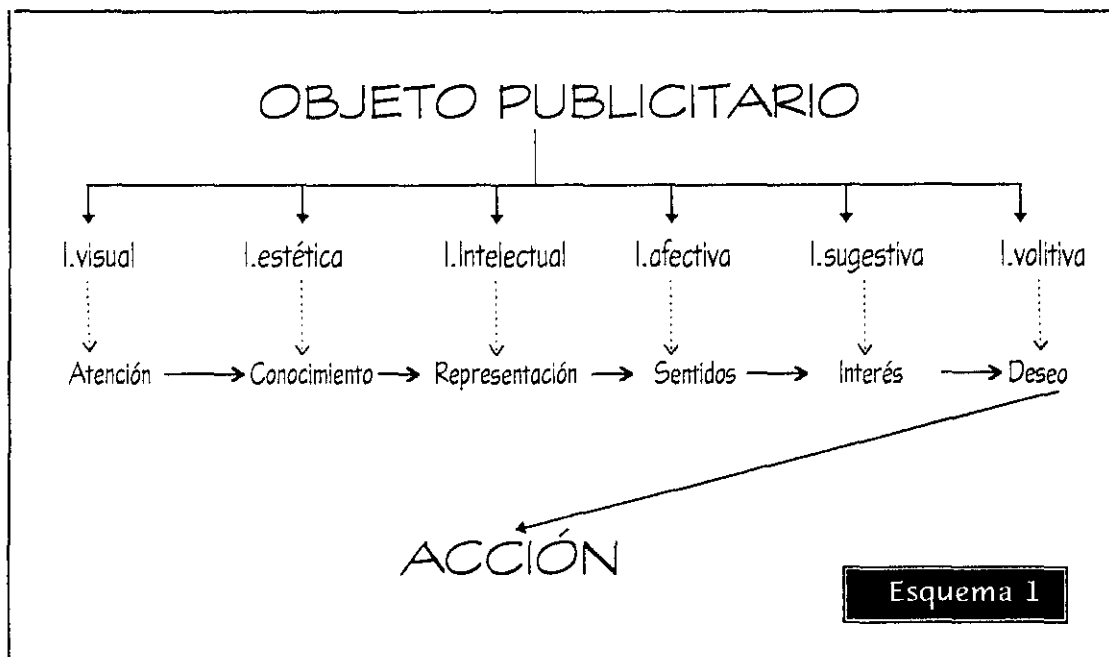 OBJETO PUBLICITARIO
I.visual I.estética I.Intelectual I.afectiva I.sugestiva I.volitiva
Atención Conocimiento Representación Sentidos Interés Deseo
ACCIÓN
Esquema 1